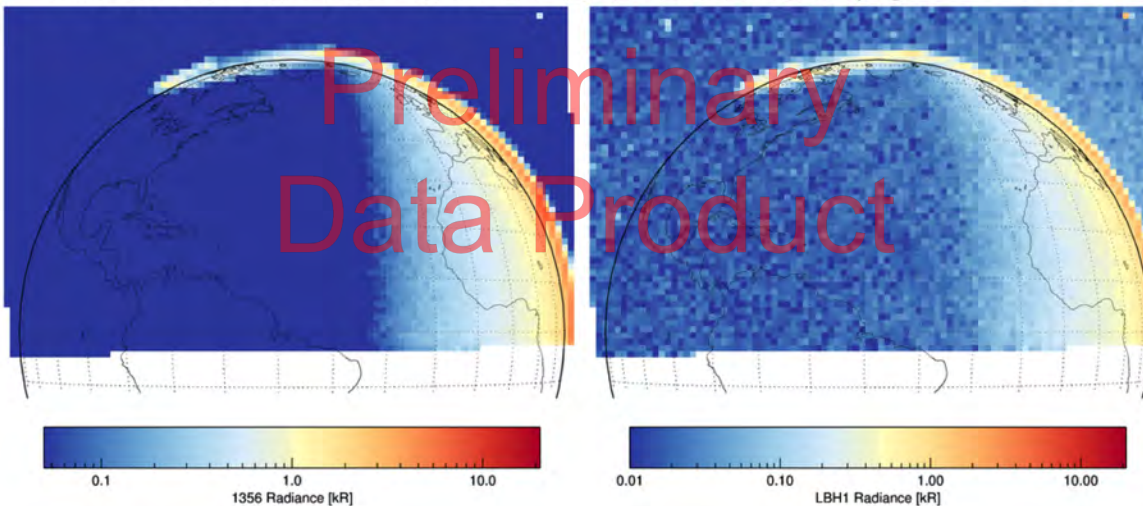 Preliminary
Data Product
0.1 1.0 10.0
1356 Radiance [kR]
0.01 0.10 1.00 10.00
LBH1 Radiance [kR]